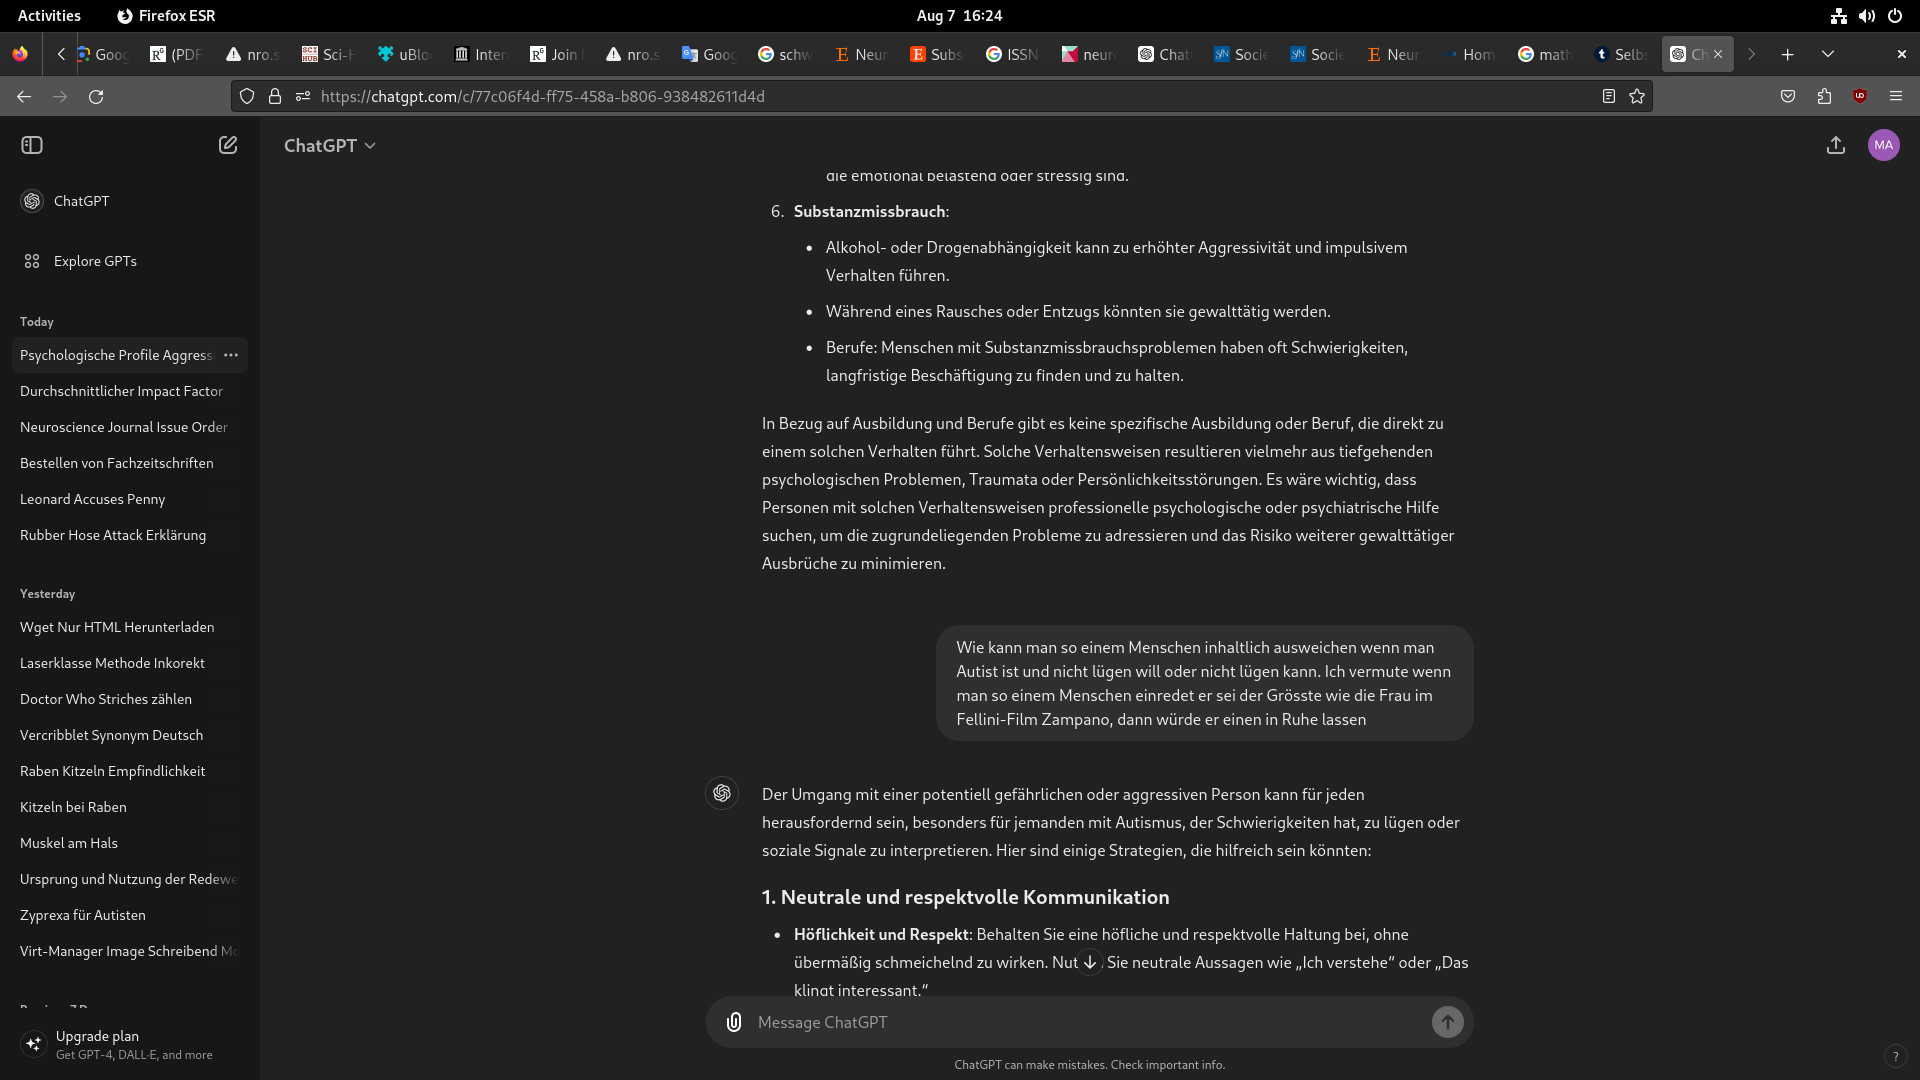 Activities
Firefox ESR
Aug 7 16:24
Goog
(PDF
nro.s
Sci-H
uBlo
Inter
Join
nro.s
Goog
schw
Neur
Subs
ISSN
neur
Chat
Socie
Socie
Neur
Hom
math
Selbs
Ch
https://chatgpt.com/c/77c06f4d-ff75-458a-b806-938482611d4d
ChatGPT
MA
ChatGPT
Explore GPTs
Today
Psychologische Profile Aggressi
Durchschnittlicher Impact Factor
Neuroscience Journal Issue Order
Bestellen von Fachzeitschriften
Leonard Accuses Penny
Rubber Hose Attack Erklärung
Yesterday
Wget Nur HTML Herunterladen
Laserklasse Methode Inkorekt
Doctor Who Striches zählen
Vercribblet Synonym Deutsch
Raben Kitzeln Empfindlichkeit
Kitzeln bei Raben
Muskel am Hals
Ursprung und Nutzung der Redewe
Zyprexa für Autisten
Virt-Manager Image Schreibend Mo
Upgrade plan
Get GPT-4, DALL·E, and more
die emotional belastend oder stressig sind.
6. Substanzmissbrauch:
• Alkohol- oder Drogenabhängigkeit kann zu erhöhter Aggressivität und impulsivem
Verhalten führen.
• Während eines Rausches oder Entzugs könnten sie gewalttätig werden.
• Berufe: Menschen mit Substanzmissbrauchsproblemen haben oft Schwierigkeiten,
langfristige Beschäftigung zu finden und zu halten.
In Bezug auf Ausbildung und Berufe gibt es keine spezifische Ausbildung oder Beruf, die direkt zu
einem solchen Verhalten führt. Solche Verhaltensweisen resultieren vielmehr aus tiefgehenden
psychologischen Problemen, Traumata oder Persönlichkeitsstörungen. Es wäre wichtig, dass
Personen mit solchen Verhaltensweisen professionelle psychologische oder psychiatrische Hilfe
suchen, um die zugrundeliegenden Probleme zu adressieren und das Risiko weiterer gewalttätiger
Ausbrüche zu minimieren.
Wie kann man so einem Menschen inhaltlich ausweichen wenn man
Autist ist und nicht lügen will oder nicht lügen kann. Ich vermute wenn
man so einem Menschen einredet er sei der Grösste wie die Frau im
Fellini-Film Zampano, dann würde er einen in Ruhe lassen
Der Umgang mit einer potentiell gefährlichen oder aggressiven Person kann für jeden
herausfordernd sein, besonders für jemanden mit Autismus, der Schwierigkeiten hat, zu lügen oder
soziale Signale zu interpretieren. Hier sind einige Strategien, die hilfreich sein könnten:
1. Neutrale und respektvolle Kommunikation
• Höflichkeit und Respekt: Behalten Sie eine höfliche und respektvolle Haltung bei, ohne
übermäßig schmeichelnd zu wirken. Nut Sie neutrale Aussagen wie „Ich verstehe“ oder „Das
klingt interessant.“
Message ChatGPT
ChatGPT can make mistakes. Check important info.
?